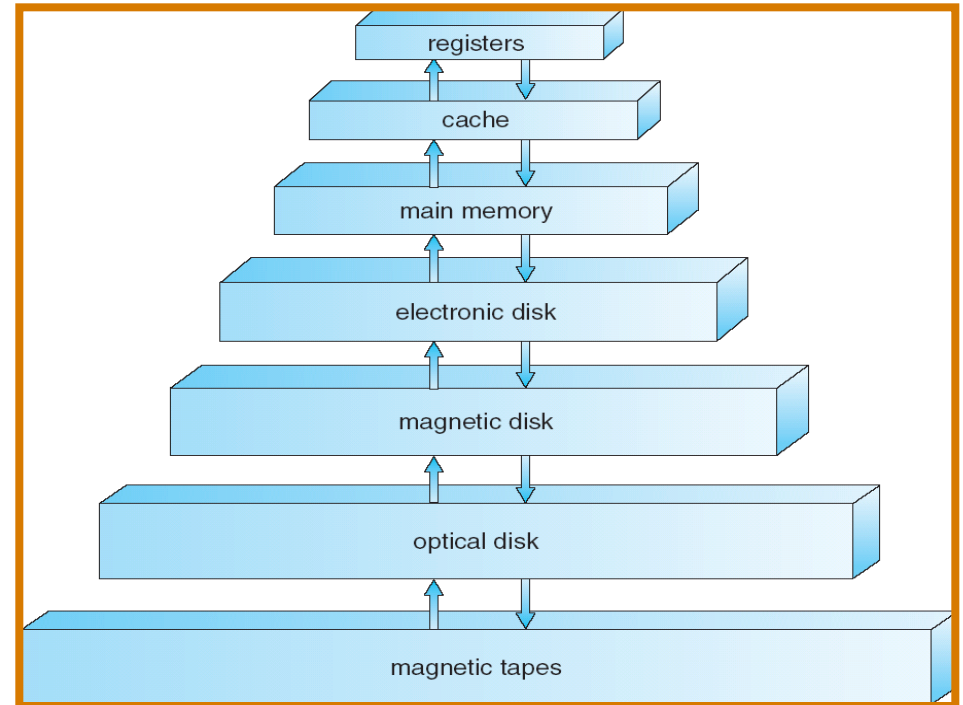 registers
cache
main memory
electronic disk
magnetic disk
optical disk
magnetic tapes